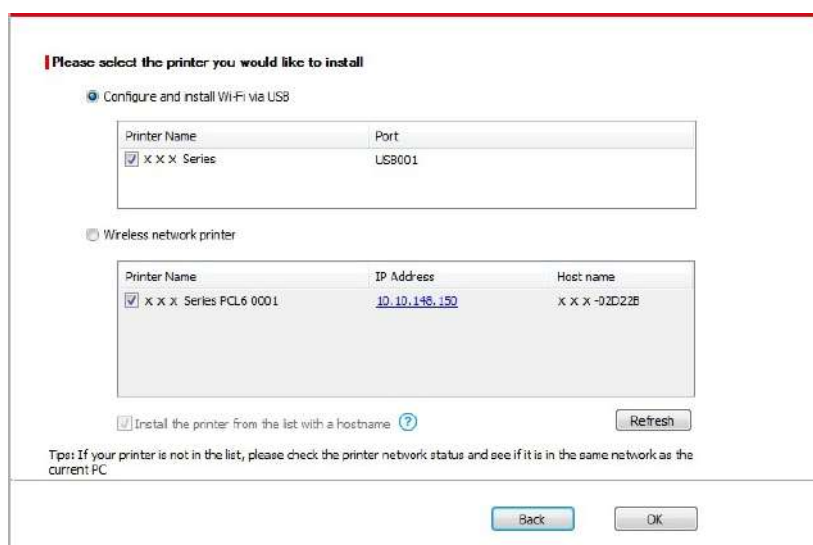 Please select the printer you would like to install
Configure and install Wi-Fi via USB
Printer Name Port
X X X Series USB001
Wireless network printer
Printer Name IP Address Host name
X X X Series PCL6 0001 10.10.148.150 X X X -02D22B
Install the printer from the list with a hostname ?
Refresh
Tips: If your printer is not in the list, please check the printer network status and see if it is in the same network as the
current PC
Back OK